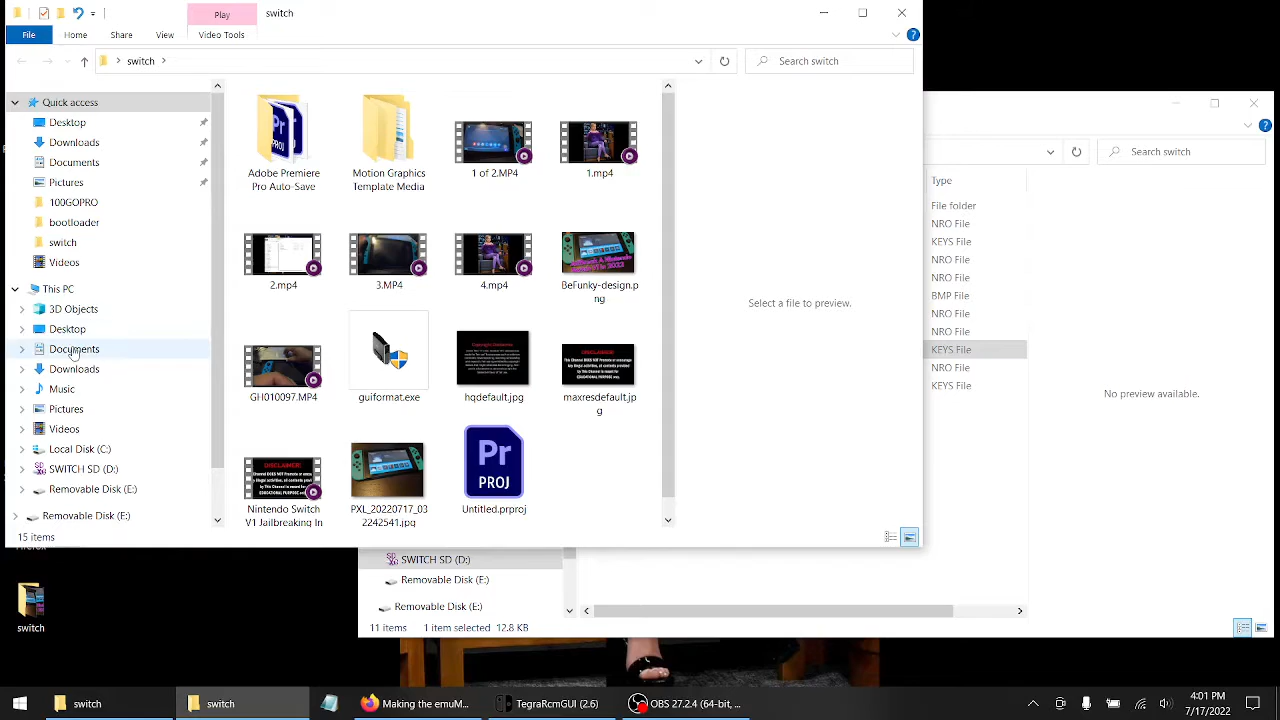 Play
switch
File
Home
Share
View
Video Tools
switch
Search switch
Quick access
Desktop
Downloads
Documents
Pictures
100GOPRO
bootloader
switch
Videos
This PC
3D Objects
Desktop
Documents
Downloads
Music
Pictures
Videos
Local Disk (C:)
SWITCH SD (D:)
Removable Disk (E:)
Removable Disk (E:)
15 items
Adobe Premiere
Pro Auto-Save
Motion Graphics
Template Media
1 of 2.MP4
1.mp4
2.mp4
3.MP4
4.mp4
BeFunky-design.p
ng
GH010097.MP4
guiformat.exe
hqdefault.jpg
maxresdefault.jp
g
DISCLAIMER!
Nintendo Switch
V1 Jailbreaking In
PXL_20220717_03
2242541.jpg
Pr
PROJ
Untitled.prproj
Select a file to preview.
Search switch
Type
File folder
NRO File
KEYS File
NRO File
NRO File
BMP File
NRO File
NRO File
KEYS File
NRO File
KEYS File
No preview available.
SWITCH SD (D:)
Removable Disk (E:)
Removable Disk (E:)
11 items
1 item selected 12.8 KB
switch
switch
switch
Making the emu...
TegraRcmGUI (2.6)
OBS 27.2.4 (64-bit, ...
4:01 PM
7/17/2022